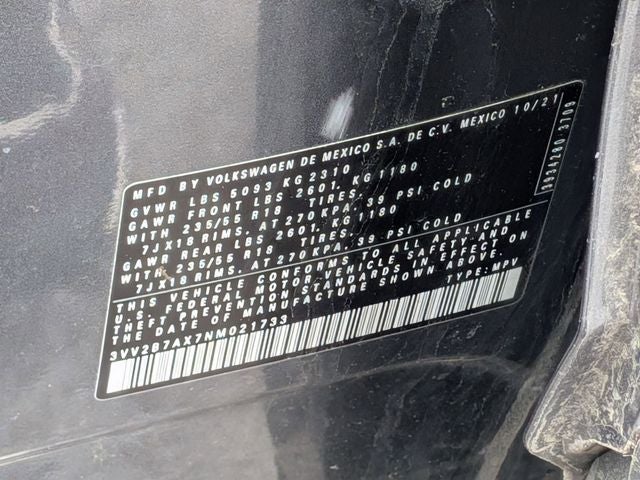 MFD BY VOLKSWAGEN DE MEXICO S.A. DE C.V. MEXICO 10/21
GVWR LBS 5093 KG 2310
GAWR FRONT LBS 2601. KG 1180
WITH 235/55 R18 TIRES.
7JX18 RIMS. AT 270 KPA. 39 PSI COLD
GAWR REAR LBS 2601. KG 1180
WITH 235/55 R18 TIRES.
7JX18 RIMS. AT 270 KPA. 39 PSI COLD
THIS VEHICLE CONFORMS TO ALL APPLICABLE
U.S. FEDERAL MOTOR-VEHICLE SAFETY AND
THEFT PREVENTION STANDARDS IN EFFECT ON
THE DATE OF MANUFACTURE SHOWN ABOVE.
3VV2B7AX7NM021733 TYPE: MPV
3934280 3709